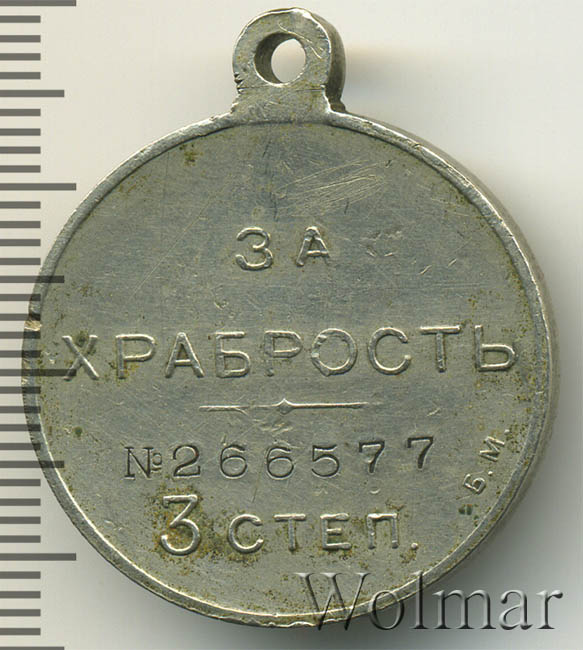 ЗА
ХРАБРОСТЬ
№266577
3 СТЕП.
Б.М.
Wolmar